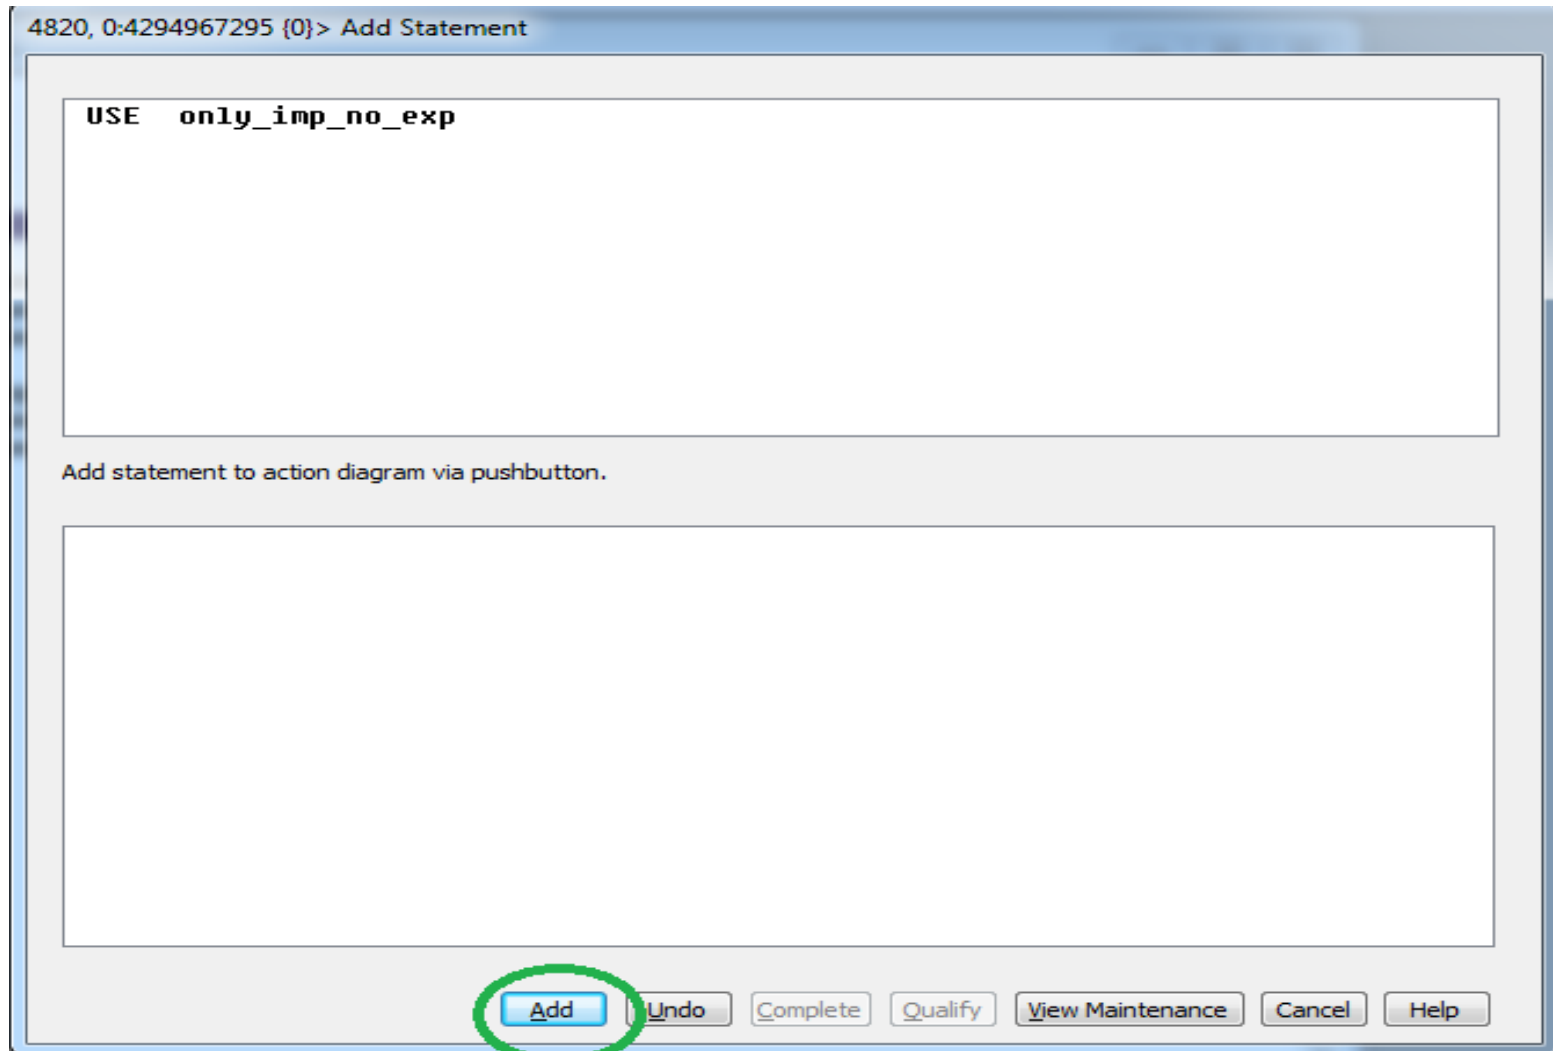 4820, 0:4294967295 {0}> Add Statement
USE only_imp_no_exp
Add statement to action diagram via pushbutton.
Add Undo Complete Qualify View Maintenance Cancel Help